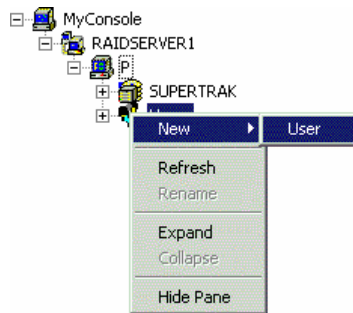 MyConsole
RAIDSERVER1
P
SUPERTRAK
New
User
Refresh
Rename
Expand
Collapse
Hide Pane